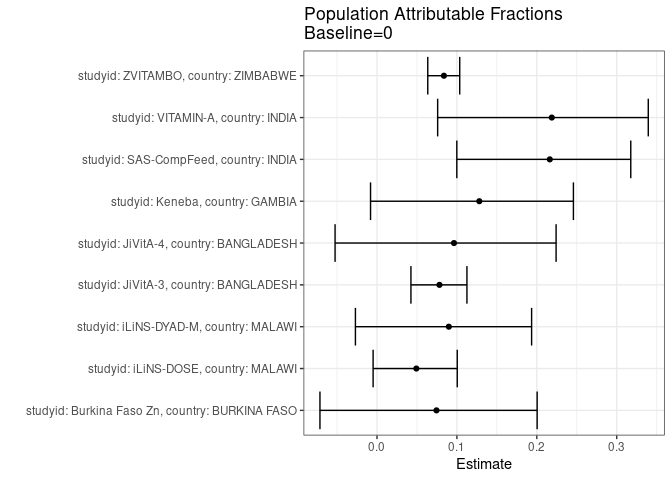 Population Attributable Fractions
Baseline=0
studyid: ZVITAMBO, country: ZIMBABWE
studyid: VITAMIN-A, country: INDIA
studyid: SAS-CompFeed, country: INDIA
studyid: Keneba, country: GAMBIA
studyid: JiVitA-4, country: BANGLADESH
studyid: JiVitA-3, country: BANGLADESH
studyid: iLiNS-DYAD-M, country: MALAWI
studyid: iLiNS-DOSE, country: MALAWI
studyid: Burkina Faso Zn, country: BURKINA FASO
0.0 0.1 0.2 0.3
Estimate